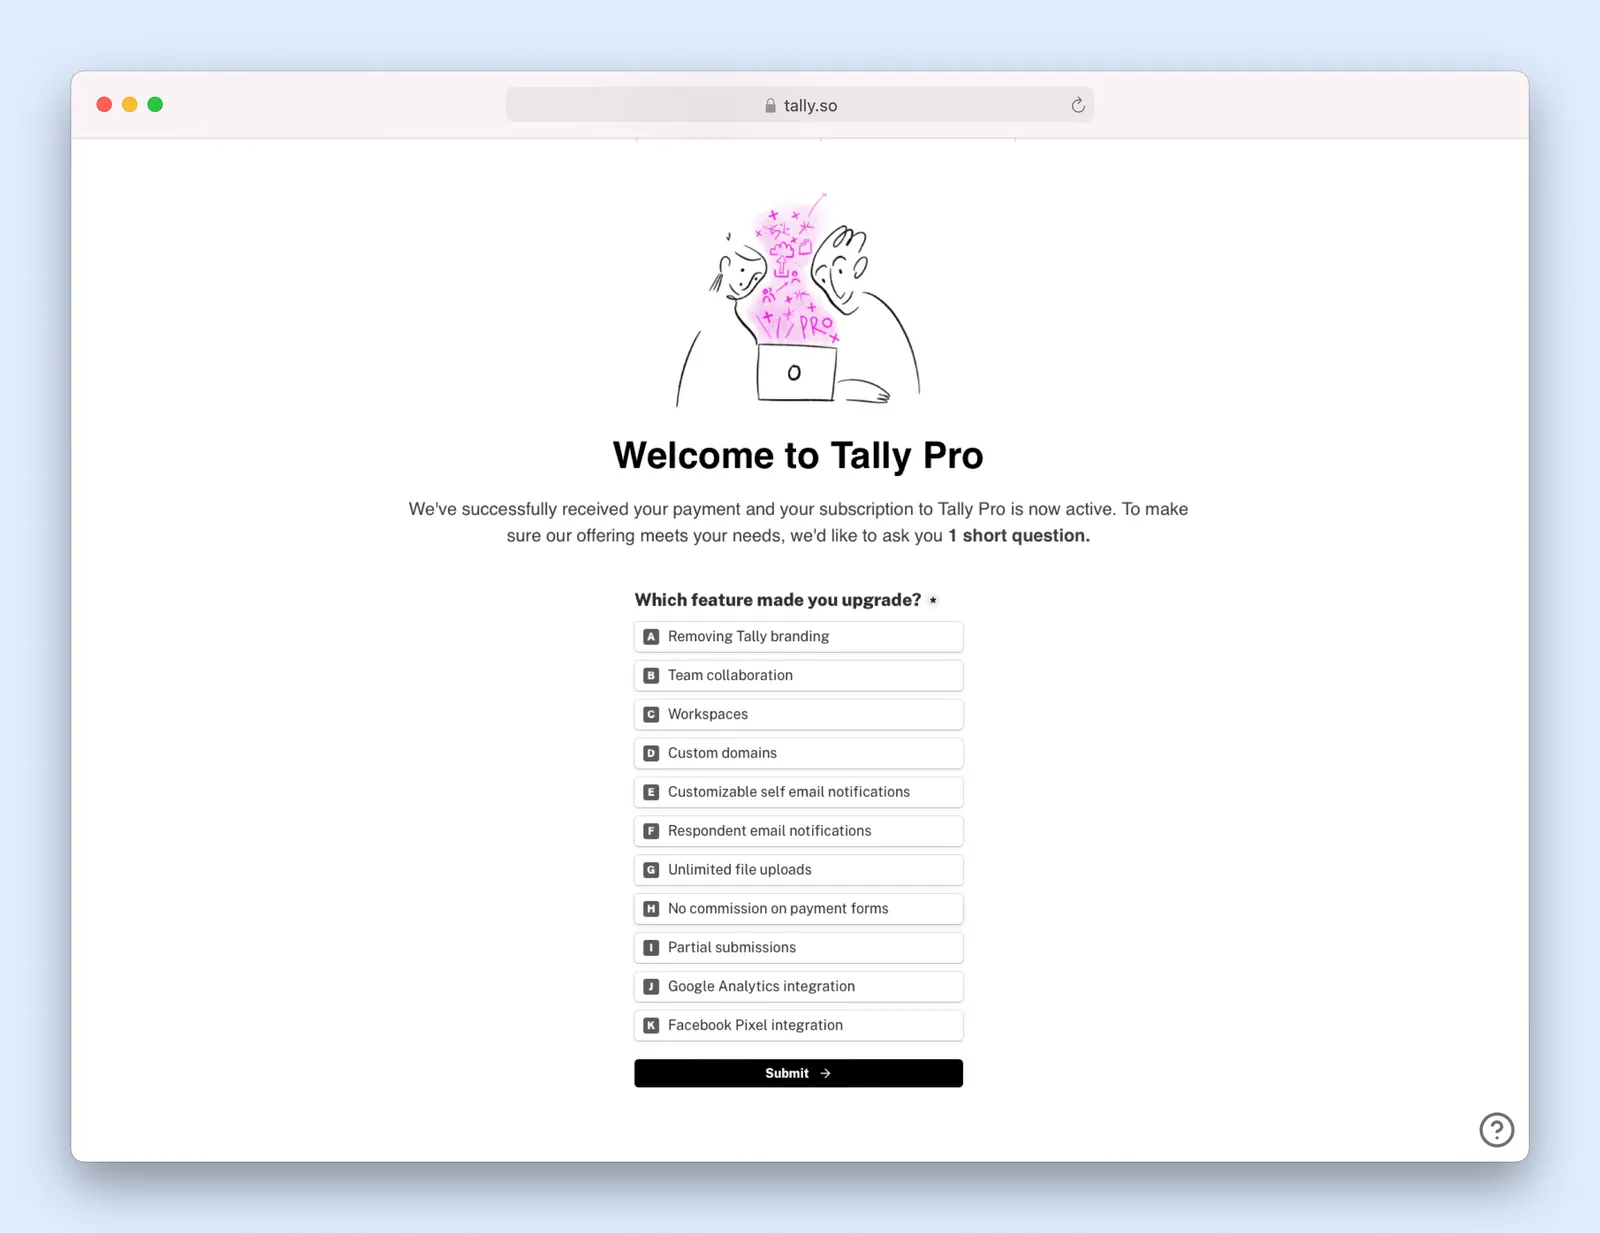 tally.so
PRO
Welcome to Tally Pro
We've successfully received your payment and your subscription to Tally Pro is now active. To make
sure our offering meets your needs, we'd like to ask you 1 short question.
Which feature made you upgrade? *
A Removing Tally branding
B Team collaboration
C Workspaces
D Custom domains
E Customizable self email notifications
F Respondent email notifications
G Unlimited file uploads
H No commission on payment forms
I Partial submissions
J Google Analytics integration
K Facebook Pixel integration
Submit →
?